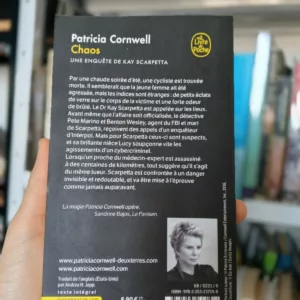 Patricia Cornwell
Chaos
UNE ENQUÊTE DE KAY SCARPETTA
Le Livre
de Poche
Par une chaude soirée d'été, une cycliste est trouvée
morte. Il semblerait que la jeune femme ait été
agressée, mais les indices sont étranges : de petits éclats
de verre sur le corps de la victime et une forte odeur
de brûlé. Le Dr Kay Scarpetta est appelée sur les lieux.
Avant même que l'affaire soit officialisée, le détective
Pete Marino et Benton Wesley, agent du FBI et mari
de Scarpetta, reçoivent des appels d'un enquêteur
d'Interpol. Mais pour Scarpetta ceux-ci sont suspects,
et sa brillante nièce Lucy soupçonne vite les
agissements d'un cybercriminel.
Lorsqu'un proche du médecin-expert est assassiné
à des centaines de kilomètres, tout suggère qu'il s'agit
du même tueur. Scarpetta est confrontée à un danger
invisible et redoutable, et va être mise à l'épreuve
comme jamais auparavant.
La magie Patricia Cornwell opère.
Sandrine Bajos, Le Parisien.
www.patriciacornwell-deuxterres.com
www.patriciacornwell.com
Traduit de l'anglais (États-Unis)
par Andrea H. Japp.
texte intégral